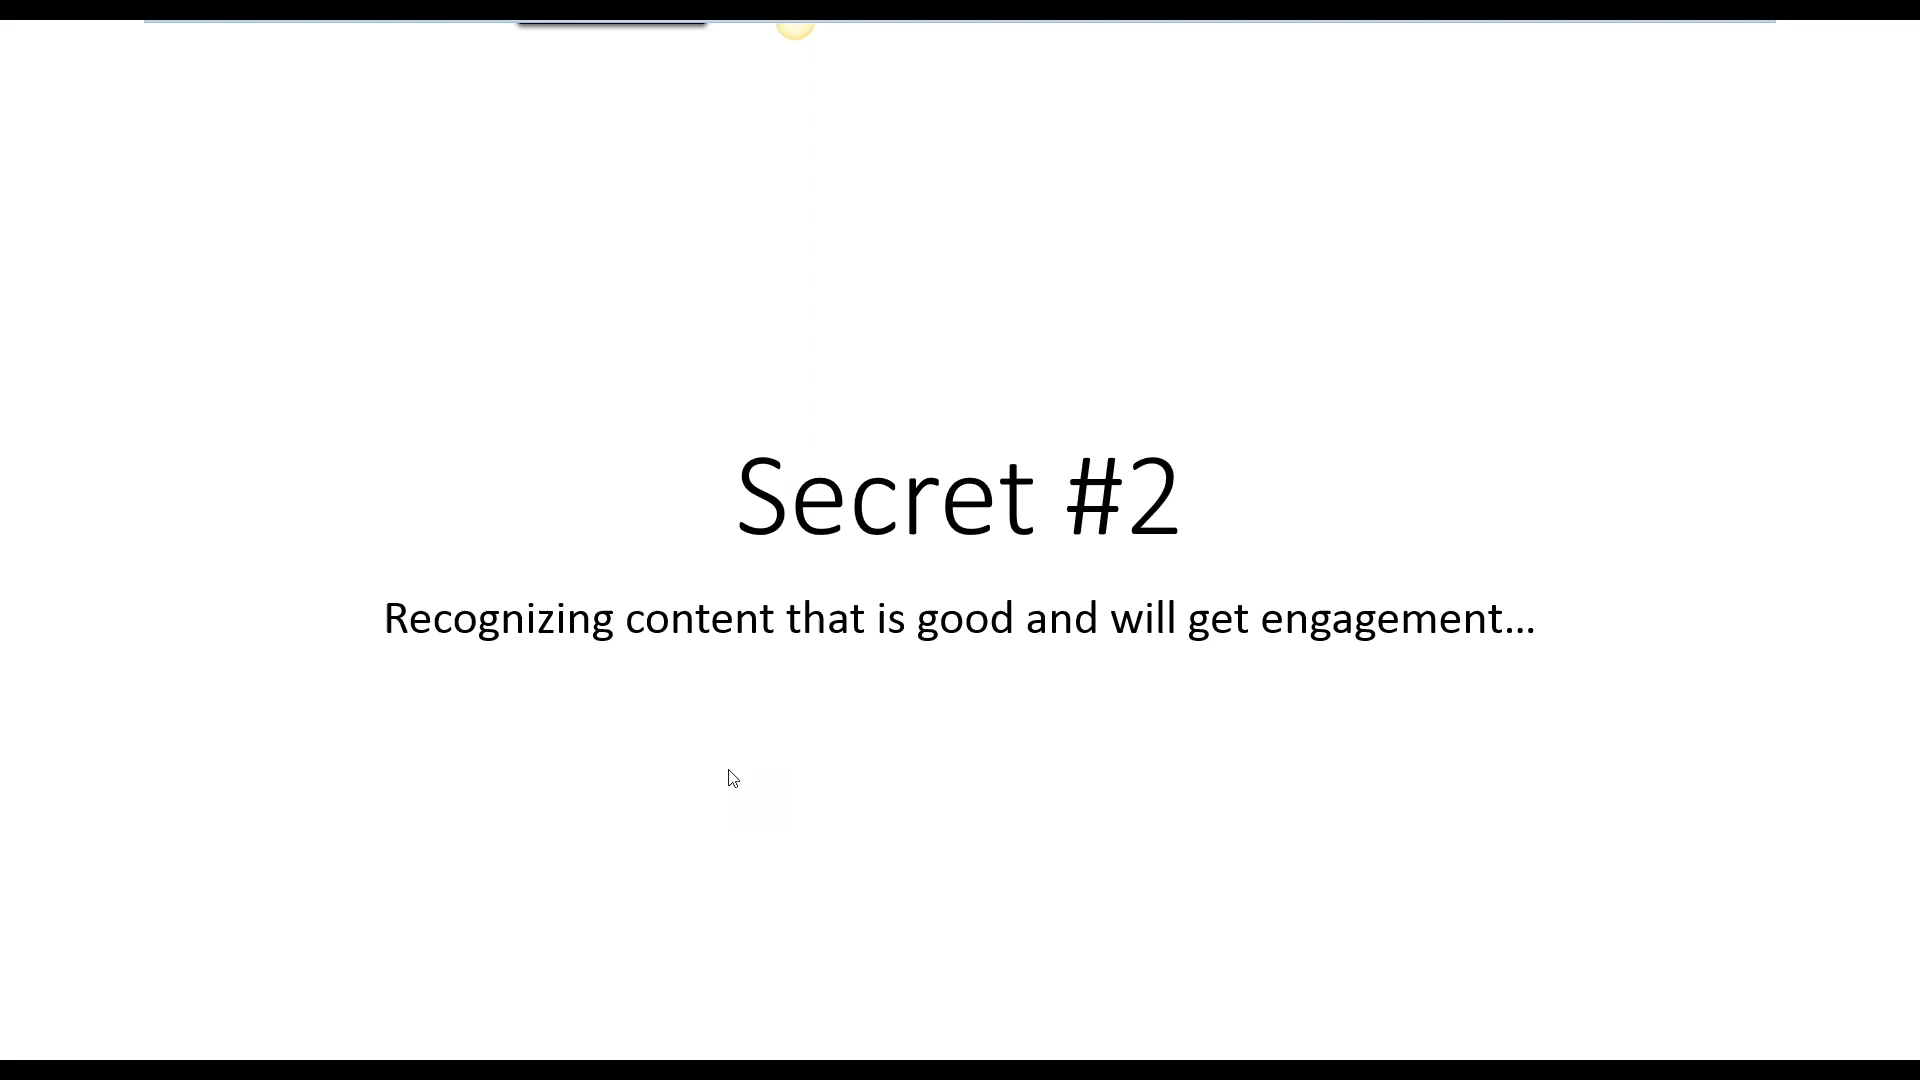 Secret #2
Recognizing content that is good and will get engagement...